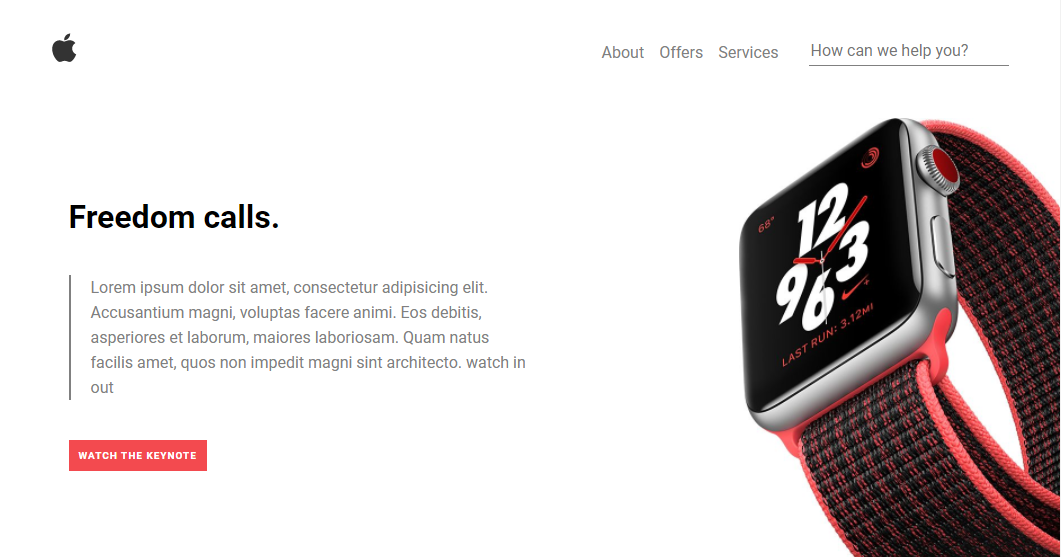 About Offers Services How can we help you?
Freedom calls.
Lorem ipsum dolor sit amet, consectetur adipisicing elit.
Accusantium magni, voluptas facere animi. Eos debitis,
asperiores et laborum, maiores laboriosam. Quam natus
facilis amet, quos non impedit magni sint architecto. watch in
out
WATCH THE KEYNOTE
68°
12
3
9
6
LAST RUN: 3.12MI